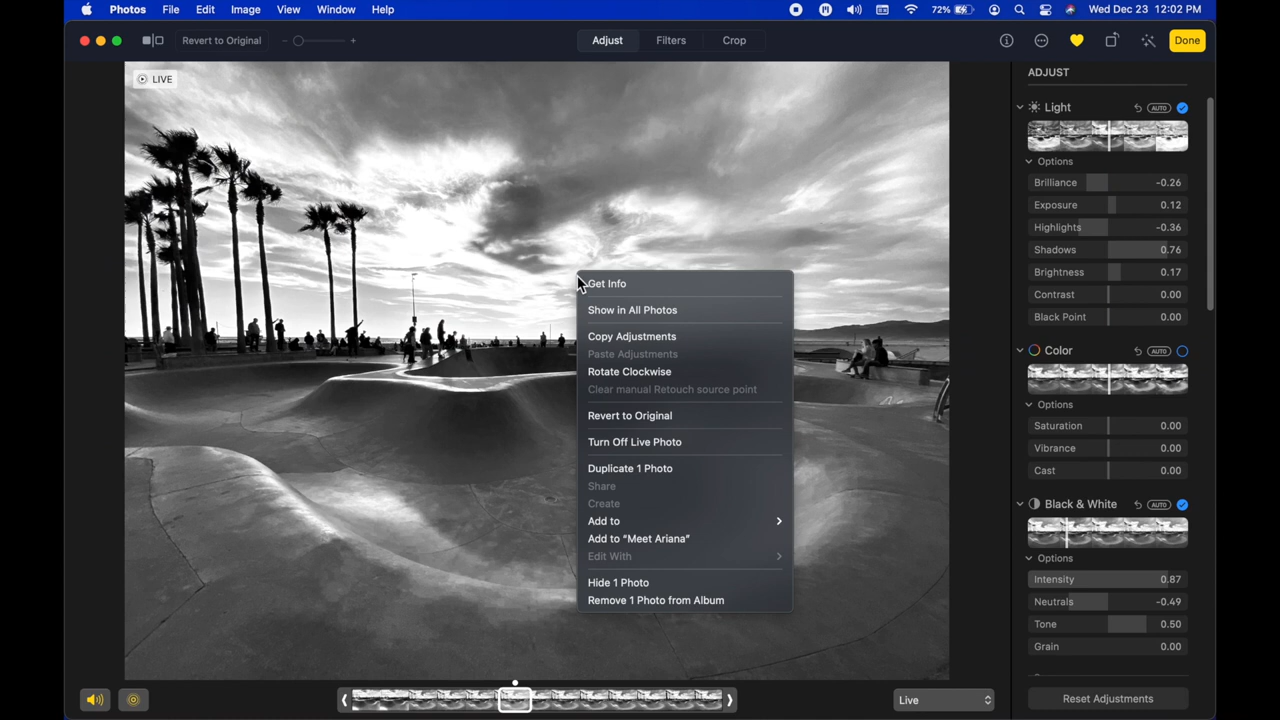 Photos File Edit Image View Window Help 72% Wed Dec 23 12:02 PM
Revert to Original − + Adjust Filters Crop Done
LIVE
ADJUST
Light AUTO
Options
Brilliance -0.26
Exposure 0.12
Highlights -0.36
Shadows 0.76
Brightness 0.17
Contrast 0.00
Black Point 0.00
Color AUTO
Options
Saturation 0.00
Vibrance 0.00
Cast 0.00
Black & White AUTO
Options
Intensity 0.87
Neutrals -0.49
Tone 0.50
Grain 0.00
Reset Adjustments
Get Info
Show in All Photos
Copy Adjustments
Paste Adjustments
Rotate Clockwise
Clear manual Retouch source point
Revert to Original
Turn Off Live Photo
Duplicate 1 Photo
Share
Create
Add to
Add to “Meet Ariana”
Edit With
Hide 1 Photo
Remove 1 Photo from Album
Live